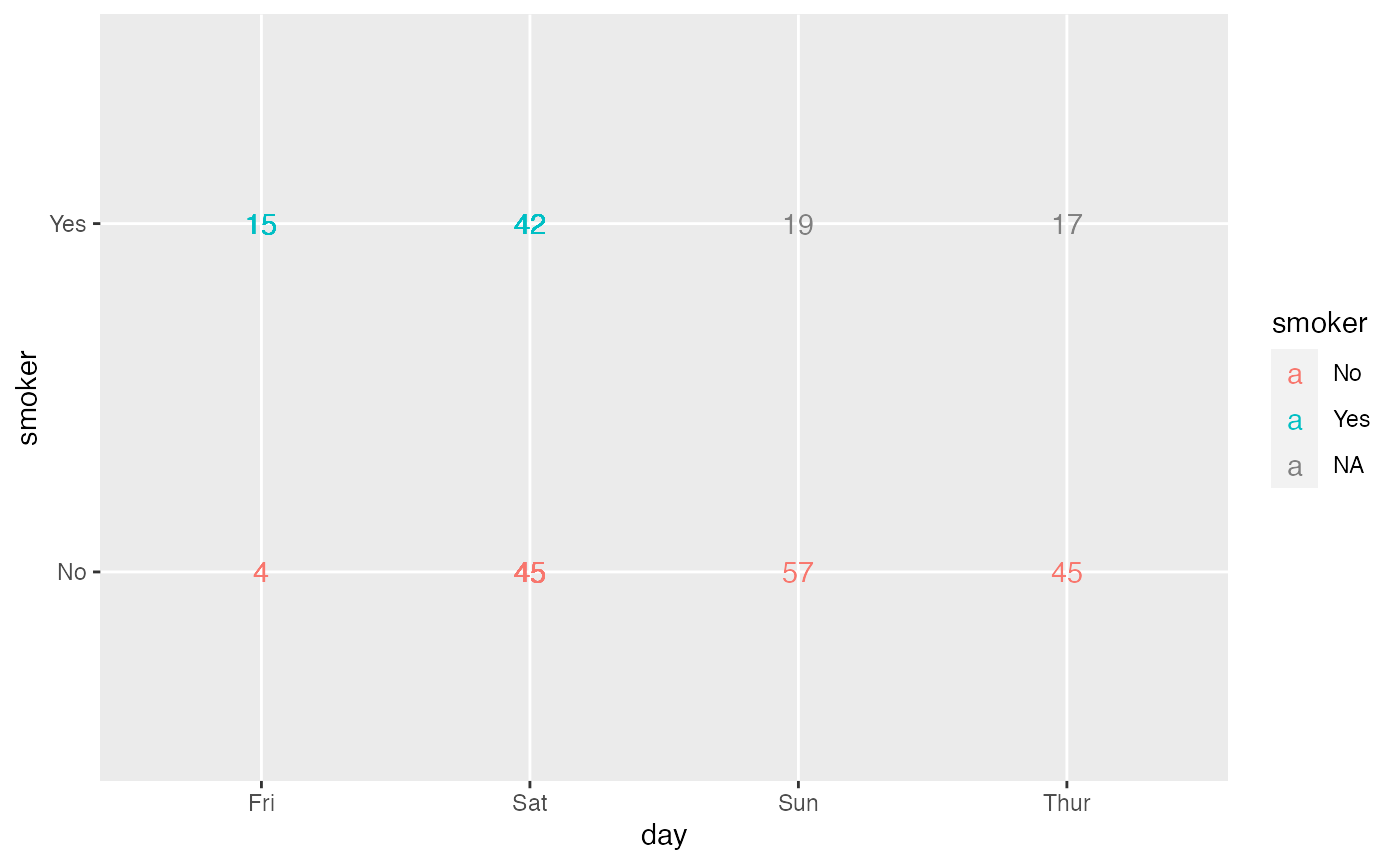 Yes
15 42 19 17
No
4 45 57 45
Fri Sat Sun Thur
day
smoker
smoker
a No
a Yes
a NA